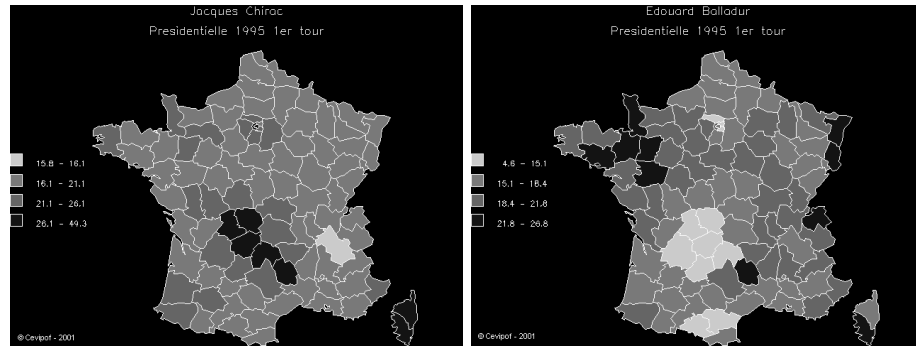 Jacques Chirac
Presidentielle 1995 1er tour
15.8 - 16.1
16.1 - 21.1
21.1 - 26.1
26.1 - 49.3
© Cevipof - 2001
Edouard Balladur
Presidentielle 1995 1er tour
4.6 - 15.1
15.1 - 18.4
18.4 - 21.8
21.8 - 26.8
© Cevipof - 2001